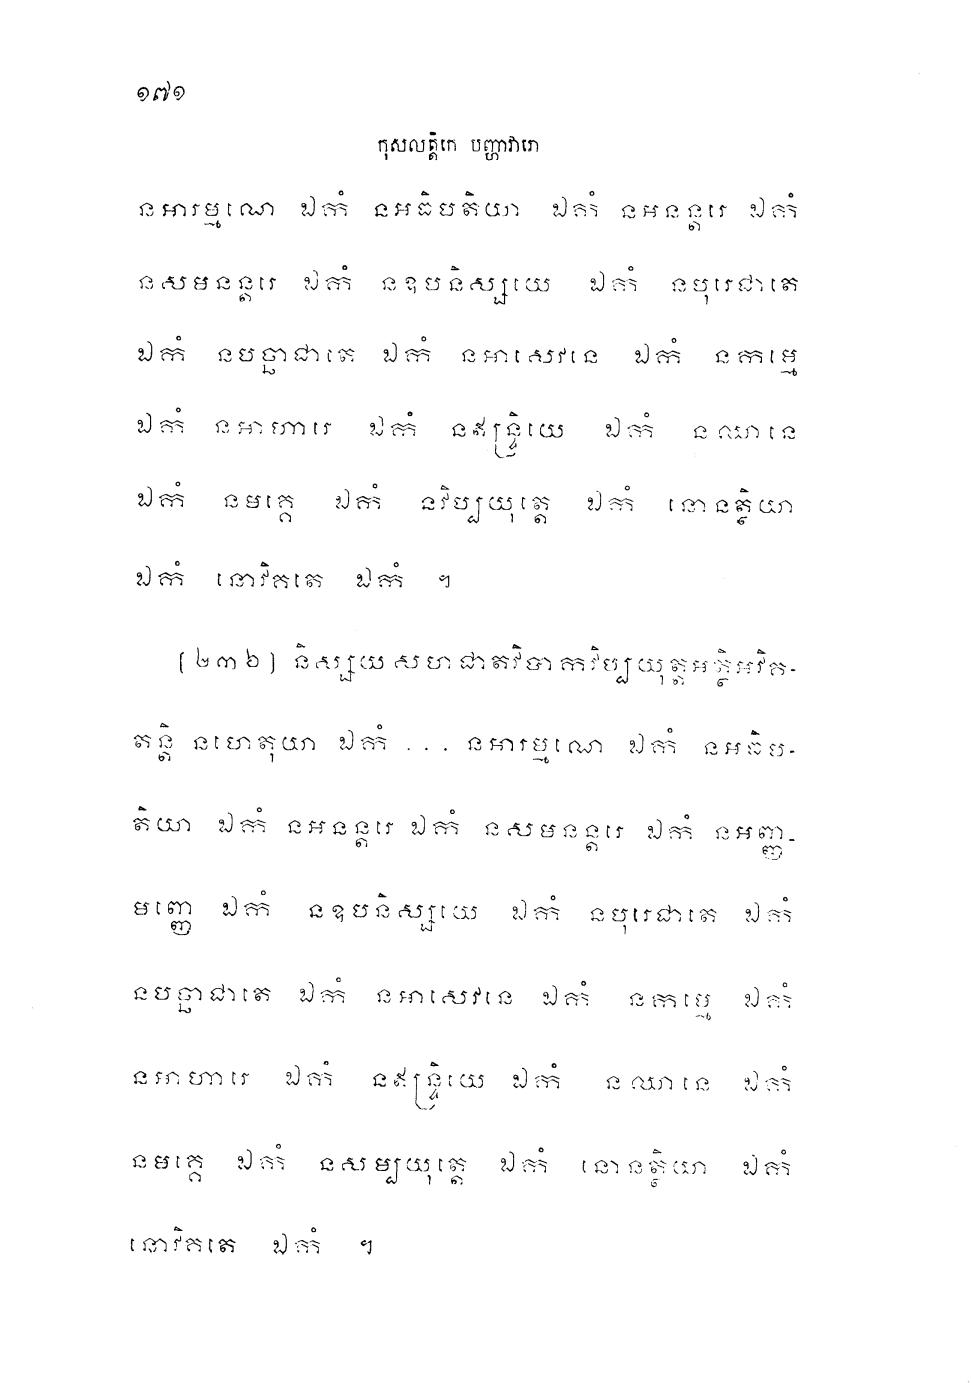 ១៧១
កុសលត្តិកេ បញ្ហាវារោ
នអារម្មណេ ឯកំ នអធិបតិយា ឯកំ នអនន្តរេ ឯកំ
នសមនន្តរេ ឯកំ នឧបនិស្សយេ ឯកំ នបុរេជាតេ
ឯកំ នបច្ឆាជាតេ ឯកំ នអាសេវនេ ឯកំ នកម្មេ
ឯកំ នអាហារេ ឯកំ នឥន្ទ្រិយេ ឯកំ នឈានេ
ឯកំ នមគ្គេ ឯកំ នវិប្បយុត្តេ ឯកំ នោនត្ថិយា
ឯកំ នោវិគតេ ឯកំ ។
[២៣៦] និស្សយសហជាតវិបាកវិប្បយុត្តអត្ថិអវិគ-
តន្តិ នហេតុយា ឯកំ ... នអារម្មណេ ឯកំ នអធិប-
តិយា ឯកំ នអនន្តរេ ឯកំ នសមនន្តរេ ឯកំ នអញ្ញ-
មញ្ញេ ឯកំ នឧបនិស្សយេ ឯកំ នបុរេជាតេ ឯកំ
នបច្ឆាជាតេ ឯកំ នអាសេវនេ ឯកំ នកម្មេ ឯកំ
នអាហារេ ឯកំ នឥន្ទ្រិយេ ឯកំ នឈានេ ឯកំ
នមគ្គេ ឯកំ នសម្បយុត្តេ ឯកំ នោនត្ថិយា ឯកំ
នោវិគតេ ឯកំ ។